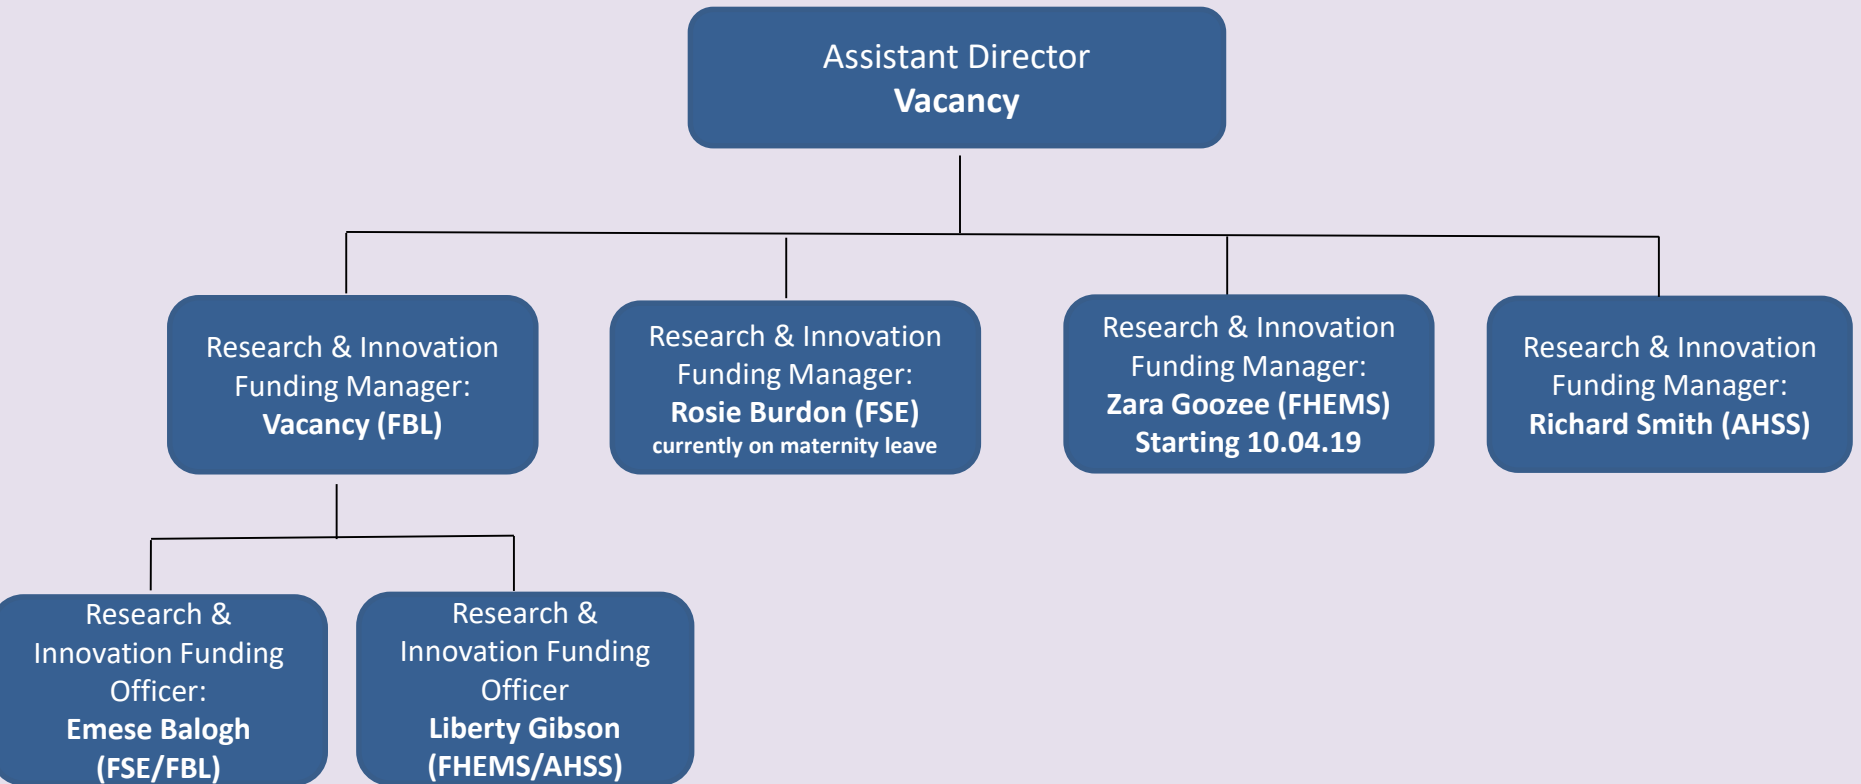 Assistant Director
Vacancy
Research & Innovation
Funding Manager:
Vacancy (FBL)
Research & Innovation
Funding Manager:
Rosie Burdon (FSE)
currently on maternity leave
Research & Innovation
Funding Manager:
Zara Goozee (FHEMS)
Starting 10.04.19
Research & Innovation
Funding Manager:
Richard Smith (AHSS)
Research &
Innovation Funding
Officer:
Emese Balogh
(FSE/FBL)
Research &
Innovation Funding
Officer
Liberty Gibson
(FHEMS/AHSS)